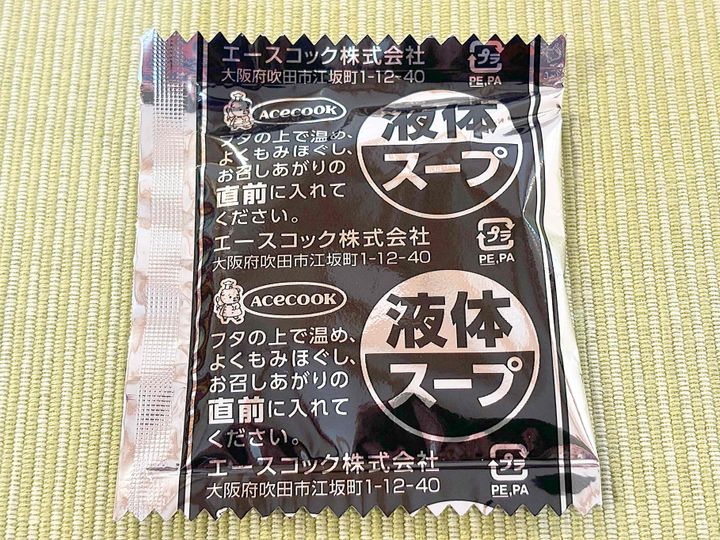 エースコック株式会社
大阪府吹田市江坂町1-12-40
プラ
PE,PA
Acecook
液体
スープ
フタの上で温め、
よくもみほぐし、
お召しあがりの
直前に入れて
ください。
エースコック株式会社
大阪府吹田市江坂町1-12-40
プラ
PE,PA
Acecook
液体
スープ
フタの上で温め、
よくもみほぐし、
お召しあがりの
直前に入れて
ください。
エースコック株式会社
大阪府吹田市江坂町1-12-40
プラ
PE,PA